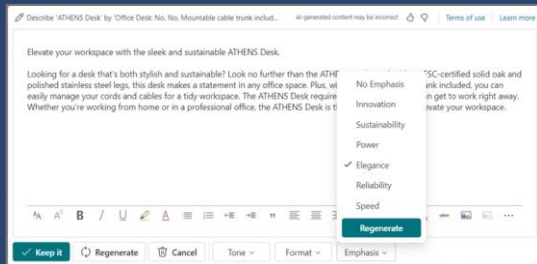 Describe 'ATHENS Desk' by 'Office Desk: No, No, Mountable cable trunk includ...
AI-generated content may be incorrect
Terms of use
Learn more
Elevate your workspace with the sleek and sustainable ATHENS Desk.
Looking for a desk that's both stylish and sustainable? Look no further than the ATHE SC-certified solid oak and
polished stainless steel legs, this desk makes a statement in any office space. Plus, wi nk included, you can
easily manage your cords and cables for a tidy workspace. The ATHENS Desk require n get to work right away.
Whether you're working from home or in a professional office, the ATHENS Desk is t evate your workspace.
No Emphasis
Innovation
Sustainability
Power
Elegance
Reliability
Speed
Regenerate
Keep it
Regenerate
Cancel
Tone
Format
Emphasis